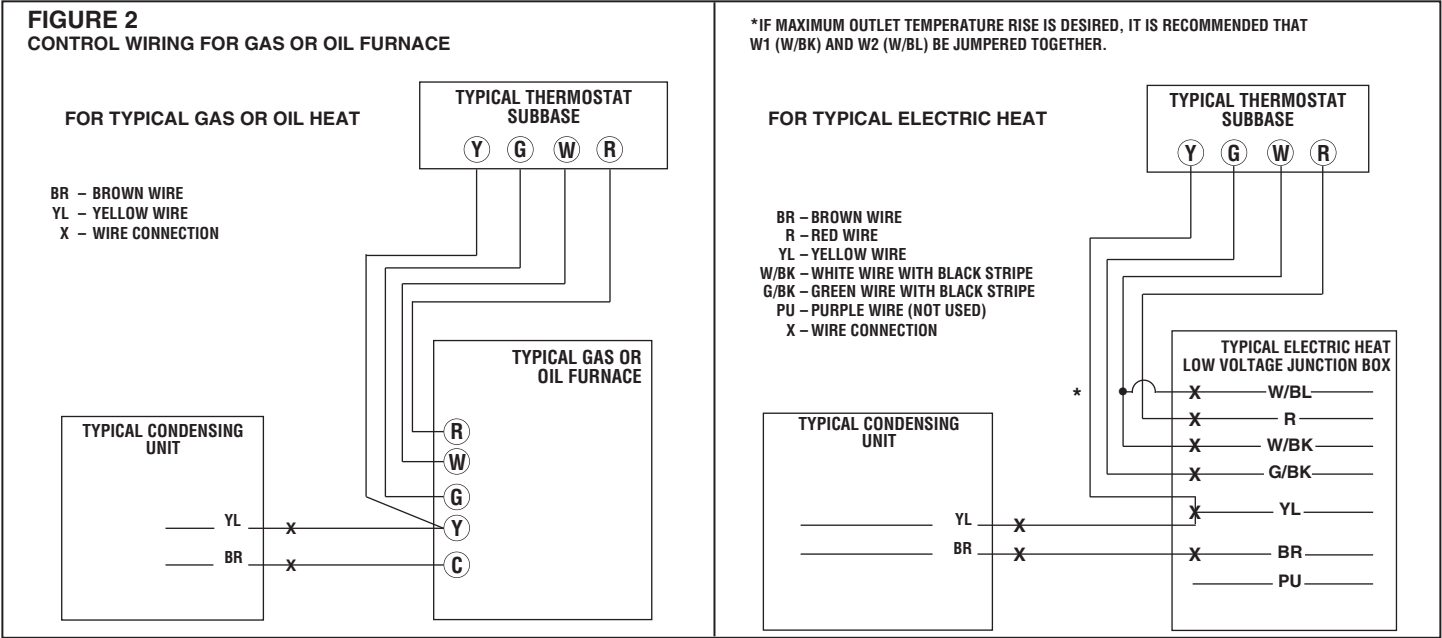 FIGURE 2
CONTROL WIRING FOR GAS OR OIL FURNACE
FOR TYPICAL GAS OR OIL HEAT
BR – BROWN WIRE
YL – YELLOW WIRE
X – WIRE CONNECTION
TYPICAL THERMOSTAT
SUBBASE
Y G W R
TYPICAL GAS OR
OIL FURNACE
R
W
G
Y
C
TYPICAL CONDENSING
UNIT
YL X
BR X
*IF MAXIMUM OUTLET TEMPERATURE RISE IS DESIRED, IT IS RECOMMENDED THAT
W1 (W/BK) AND W2 (W/BL) BE JUMPERED TOGETHER.
FOR TYPICAL ELECTRIC HEAT
BR – BROWN WIRE
R – RED WIRE
YL – YELLOW WIRE
W/BK – WHITE WIRE WITH BLACK STRIPE
G/BK – GREEN WIRE WITH BLACK STRIPE
PU – PURPLE WIRE (NOT USED)
X – WIRE CONNECTION
TYPICAL THERMOSTAT
SUBBASE
Y G W R
TYPICAL ELECTRIC HEAT
LOW VOLTAGE JUNCTION BOX
* X W/BL
X R
X W/BK
X G/BK
X YL
X BR
PU
TYPICAL CONDENSING
UNIT
YL X
BR X